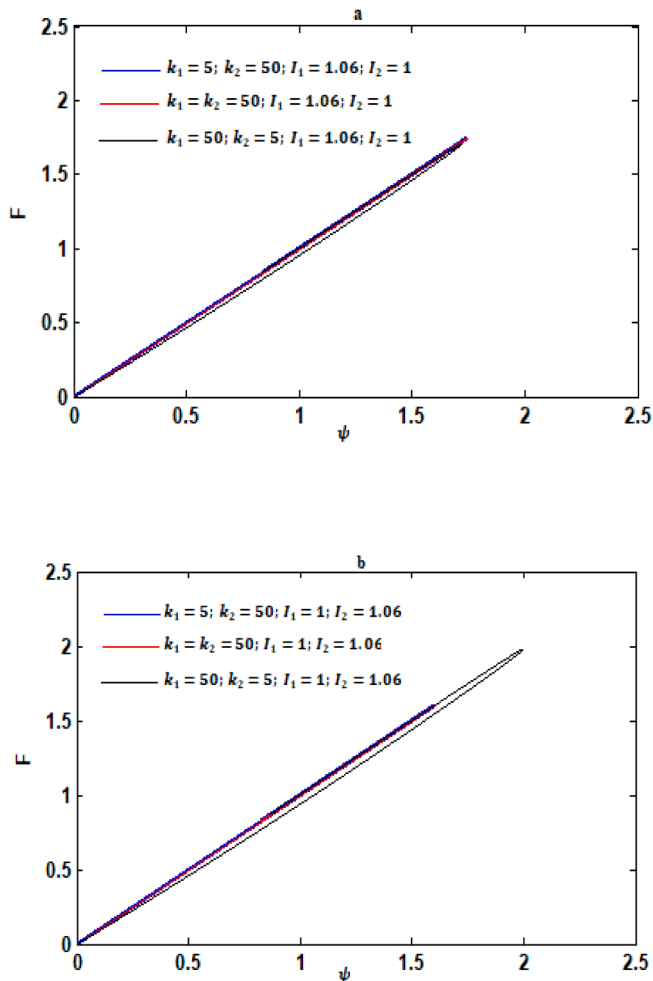 a
2.5
k₁ = 5; k₂ = 50; I₁ = 1.06; I₂ = 1
2
k₁ = k₂ = 50; I₁ = 1.06; I₂ = 1
k₁ = 50; k₂ = 5; I₁ = 1.06; I₂ = 1
1.5
F
1
0.5
0
0 0.5 1 1.5 2 2.5
ψ
b
2.5
k₁ = 5; k₂ = 50; I₁ = 1; I₂ = 1.06
2
k₁ = k₂ = 50; I₁ = 1; I₂ = 1.06
k₁ = 50; k₂ = 5; I₁ = 1; I₂ = 1.06
1.5
F
1
0.5
0
0 0.5 1 1.5 2 2.5
ψ